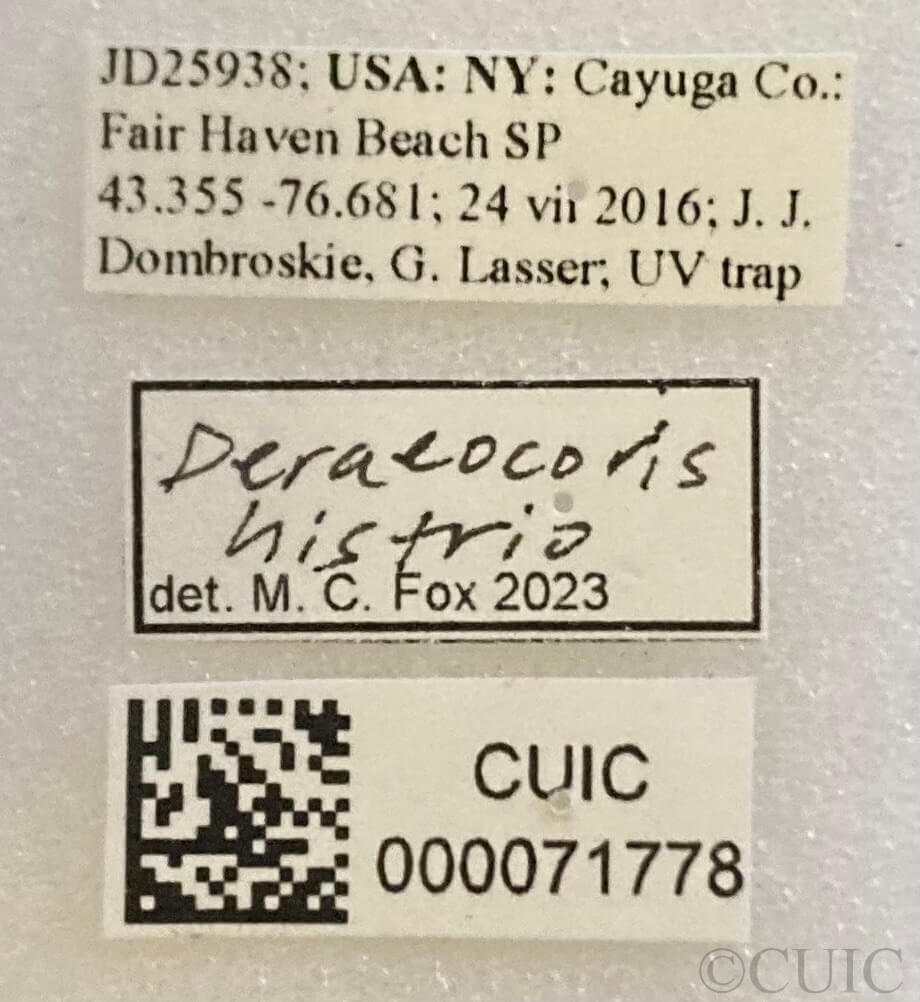 JD25938; USA: NY: Cayuga Co.:
Fair Haven Beach SP
43.355 -76.681; 24 vii 2016; J. J.
Dombroskie, G. Lasser; UV trap
Deraeocoris
histrio
det. M. C. Fox 2023
CUIC
000071778
©CUIC